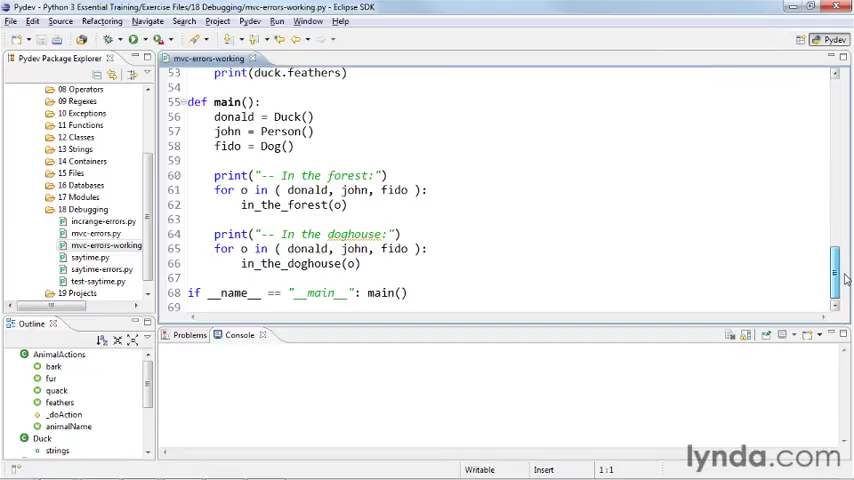 Pydev - Python 3 Essential Training/Exercise Files/18 Debugging/mvc-errors-working.py - Eclipse SDK
File Edit Source Refactoring Navigate Search Project Pydev Run Window Help
Pydev
Pydev Package Explorer
mvc-errors-working
08 Operators
09 Regexes
10 Exceptions
11 Functions
12 Classes
13 Strings
14 Containers
15 Files
16 Databases
17 Modules
18 Debugging
incrange-errors.py
mvc-errors.py
mvc-errors-working
saytime.py
saytime-errors.py
test-saytime.py
19 Projects
53 print(duck.feathers)
54
55 def main():
56 donald = Duck()
57 john = Person()
58 fido = Dog()
59
60 print("-- In the forest:")
61 for o in ( donald, john, fido ):
62 in_the_forest(o)
63
64 print("-- In the doghouse:")
65 for o in ( donald, john, fido ):
66 in_the_doghouse(o)
67
68 if __name__ == "__main__": main()
69
Outline
AnimalActions
bark
fur
quack
feathers
_doAction
animalName
Duck
strings
Problems Console
Writable Insert 1:1
lynda.com